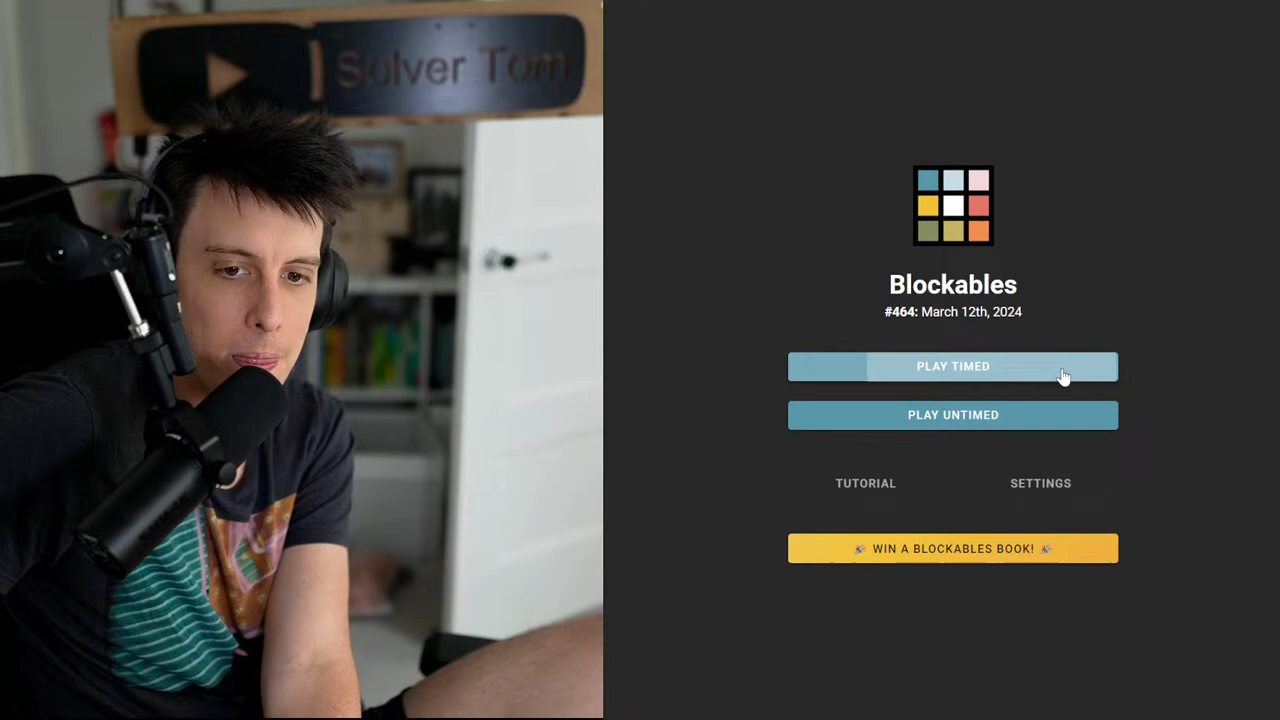 Solver Tom
Blockables
#464: March 12th, 2024
PLAY TIMED
PLAY UNTIMED
TUTORIAL
SETTINGS
🎉 WIN A BLOCKABLES BOOK! 🎉